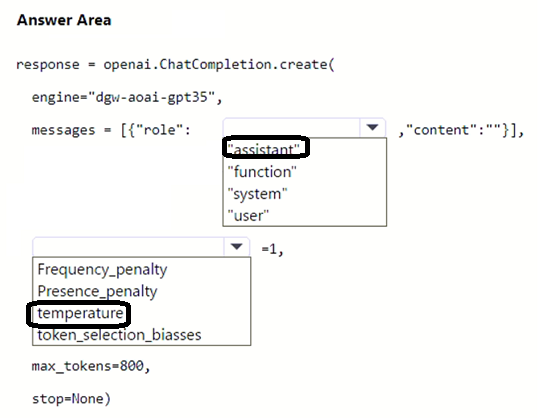 Answer Area
response = openai.ChatCompletion.create(
engine="dgw-aoai-gpt35",
messages = [{"role": ,"content":""}],
"assistant"
"function"
"system"
"user"
=1,
Frequency_penalty
Presence_penalty
temperature
token_selection_biasses
max_tokens=800,
stop=None)